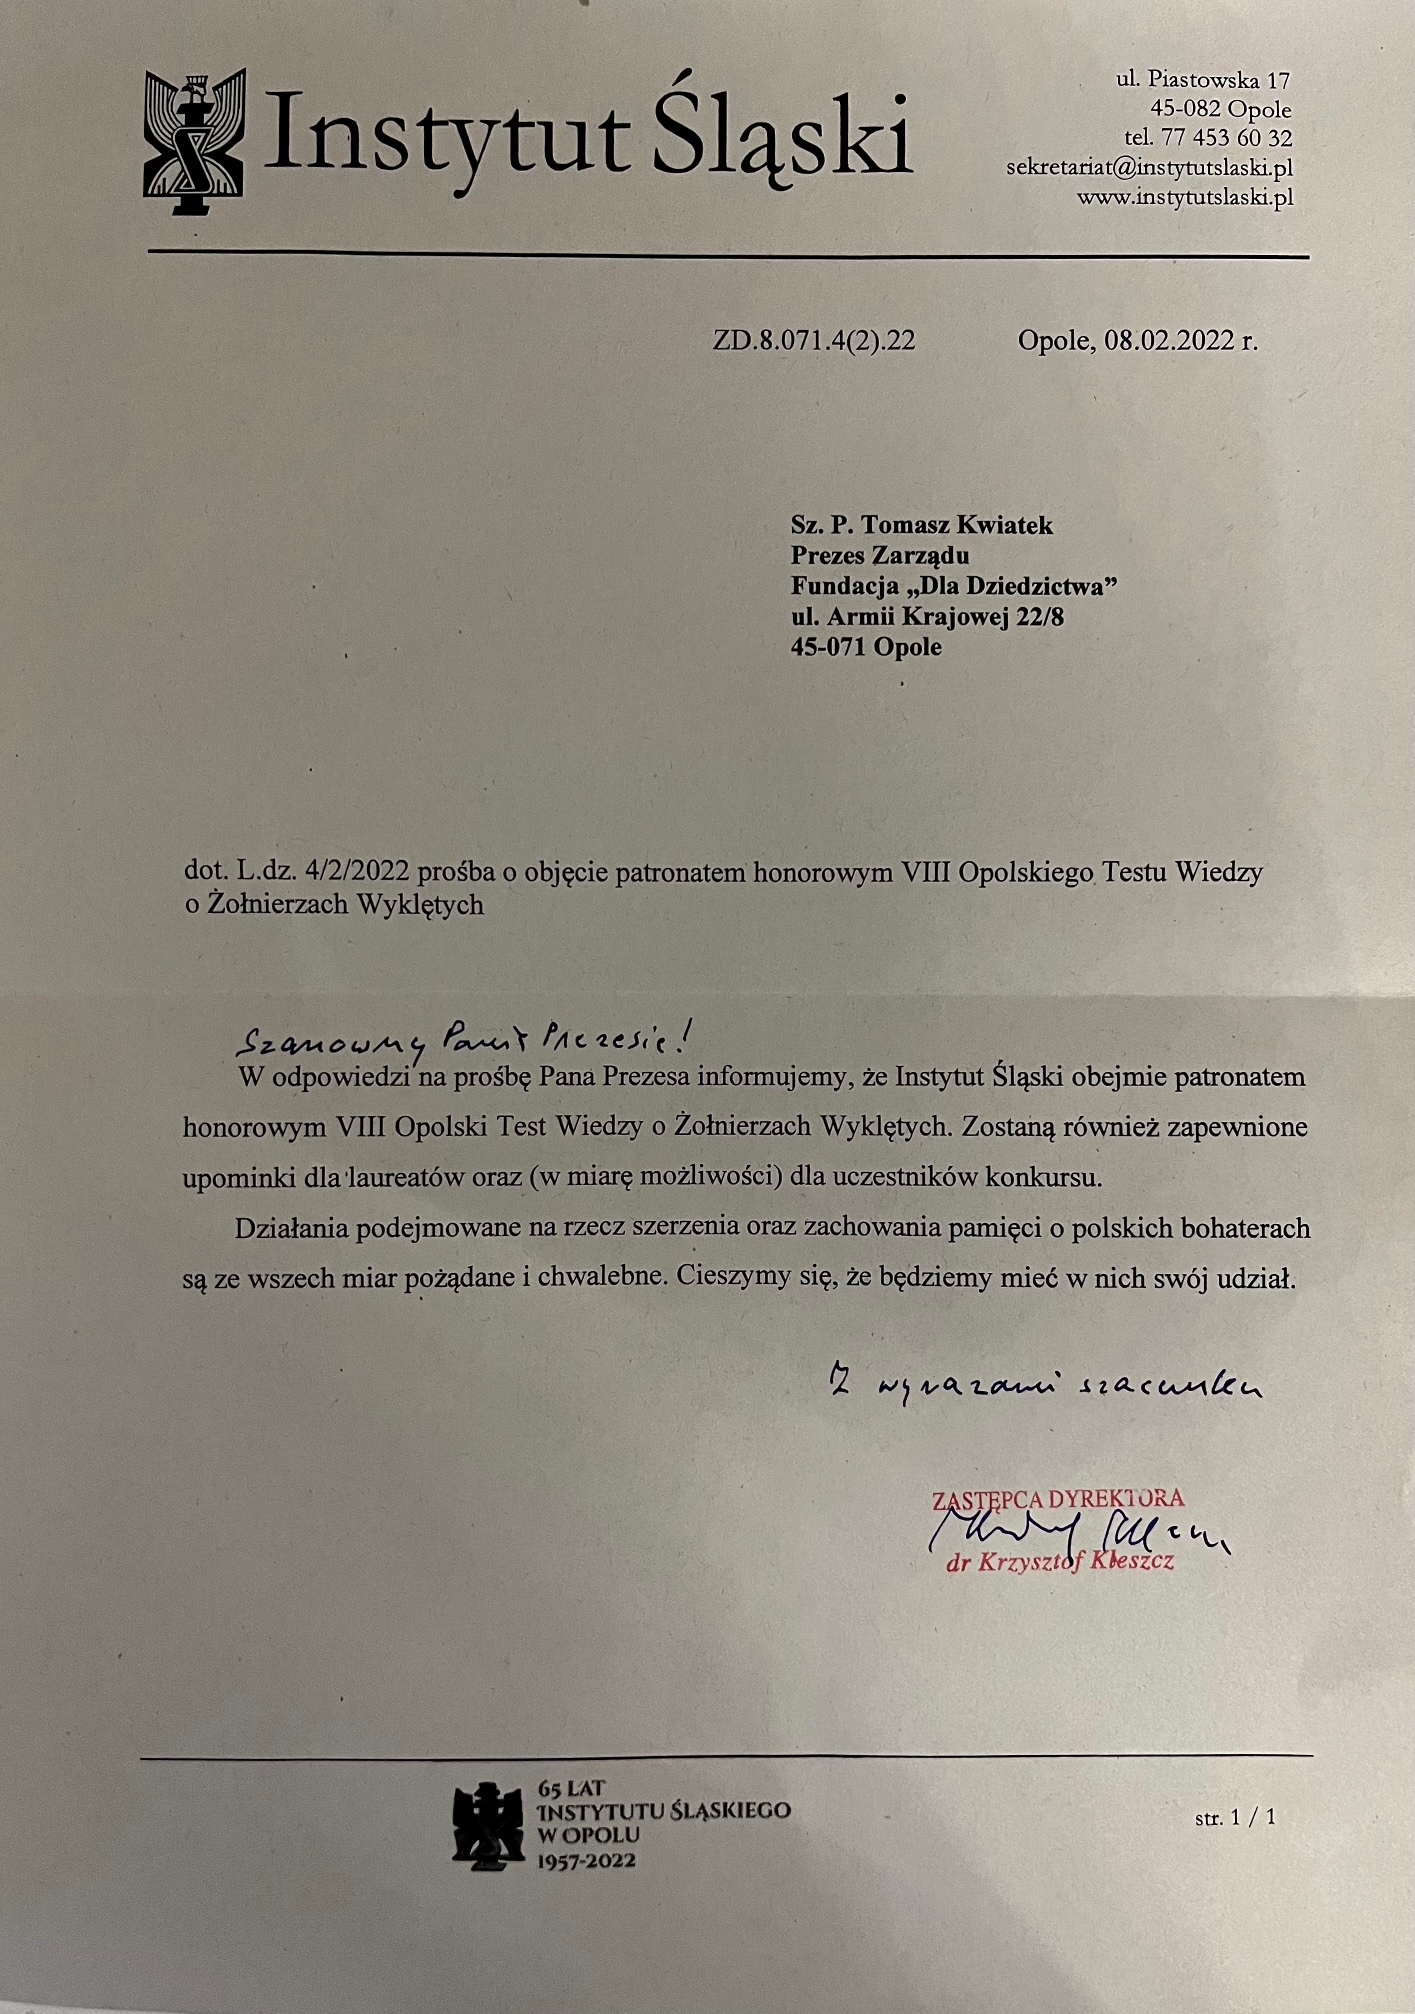 Instytut Śląski
ul. Piastowska 17
45-082 Opole
tel. 77 453 60 32
sekretariat@instytutslaski.pl
www.instytutslaski.pl
ZD.8.071.4(2).22 Opole, 08.02.2022 r.
Sz. P. Tomasz Kwiatek
Prezes Zarządu
Fundacja „Dla Dziedzictwa”
ul. Armii Krajowej 22/8
45-071 Opole
dot. L.dz. 4/2/2022 prośba o objęcie patronatem honorowym VIII Opolskiego Testu Wiedzy
o Żołnierzach Wyklętych
Szanowny Panie Prezesie!
W odpowiedzi na prośbę Pana Prezesa informujemy, że Instytut Śląski obejmie patronatem
honorowym VIII Opolski Test Wiedzy o Żołnierzach Wyklętych. Zostaną również zapewnione
upominki dla laureatów oraz (w miarę możliwości) dla uczestników konkursu.
Działania podejmowane na rzecz szerzenia oraz zachowania pamięci o polskich bohaterach
są ze wszech miar pożądane i chwalebne. Cieszymy się, że będziemy mieć w nich swój udział.
Z wyrazami szacunku
ZASTĘPCA DYREKTORA
dr Krzysztof Kleszcz
65 LAT
INSTYTUTU ŚLĄSKIEGO
W OPOLU
1957-2022
str. 1 / 1